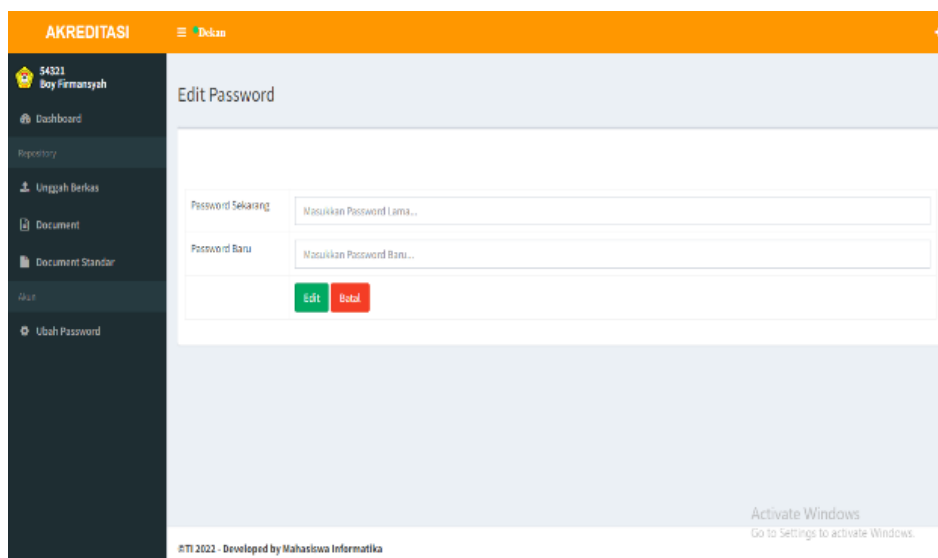 AKREDITASI
Dekan
54321
Boy Firmansyah
Dashboard
Repository
Unggah Berkas
Document
Document Standar
Akun
Ubah Password
Edit Password
Password Sekarang
Masukkan Password Lama...
Password Baru
Masukkan Password Baru...
Edit
Batal
Activate Windows
Go to Settings to activate Windows.
©TI 2022 - Developed by Mahasiswa Informatika